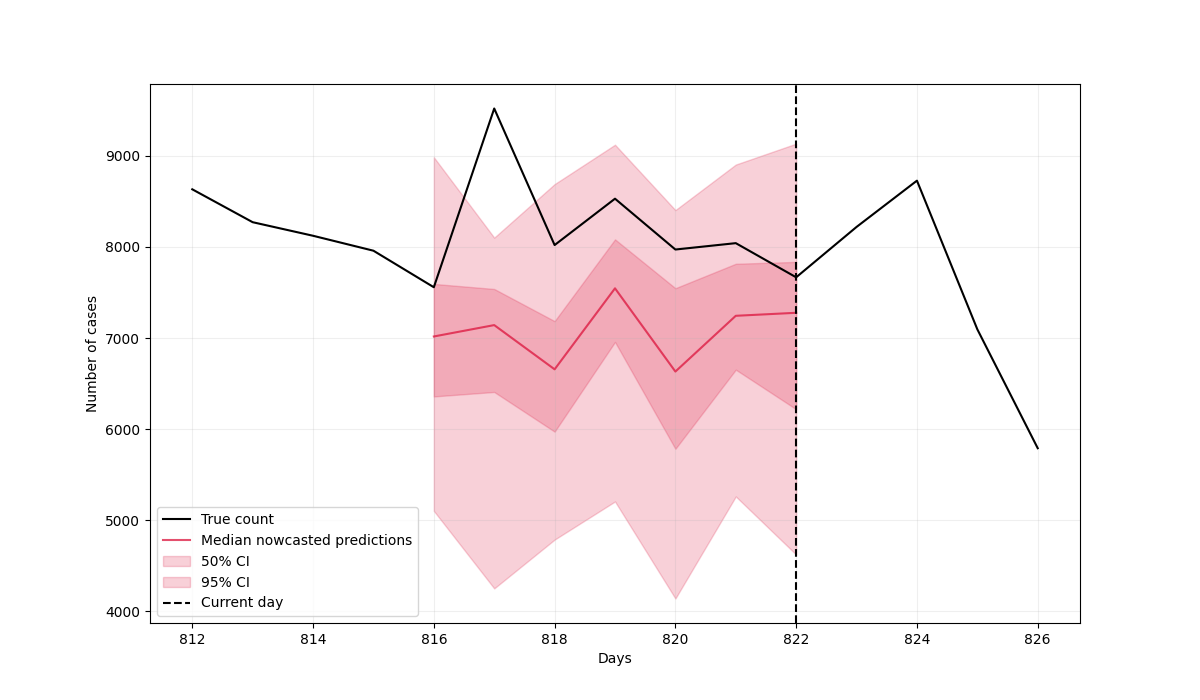 9000
8000
7000
6000
5000
4000
Number of cases
True count
Median nowcasted predictions
50% CI
95% CI
Current day
812 814 816 818 820 822 824 826
Days